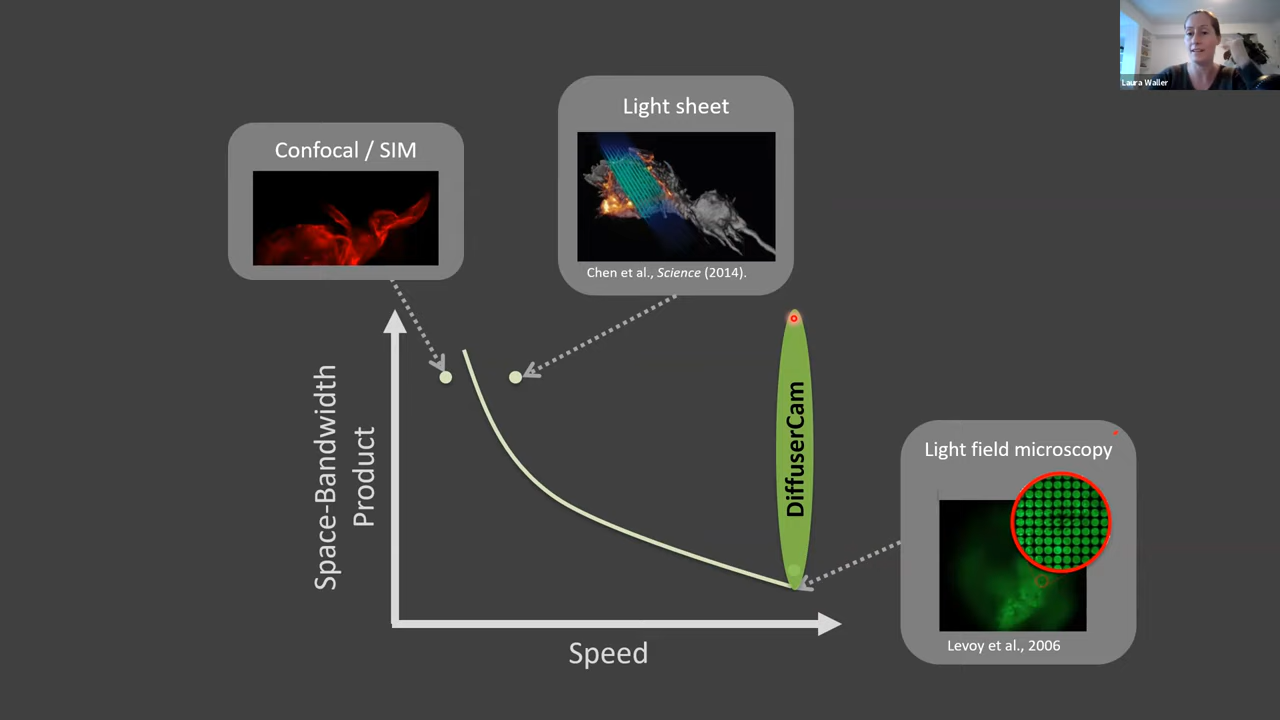 Laura Waller
Light sheet
Confocal / SIM
Chen et al., Science (2014).
Space-Bandwidth
Product
DiffuserCam
Light field microscopy
Levoy et al., 2006
Speed